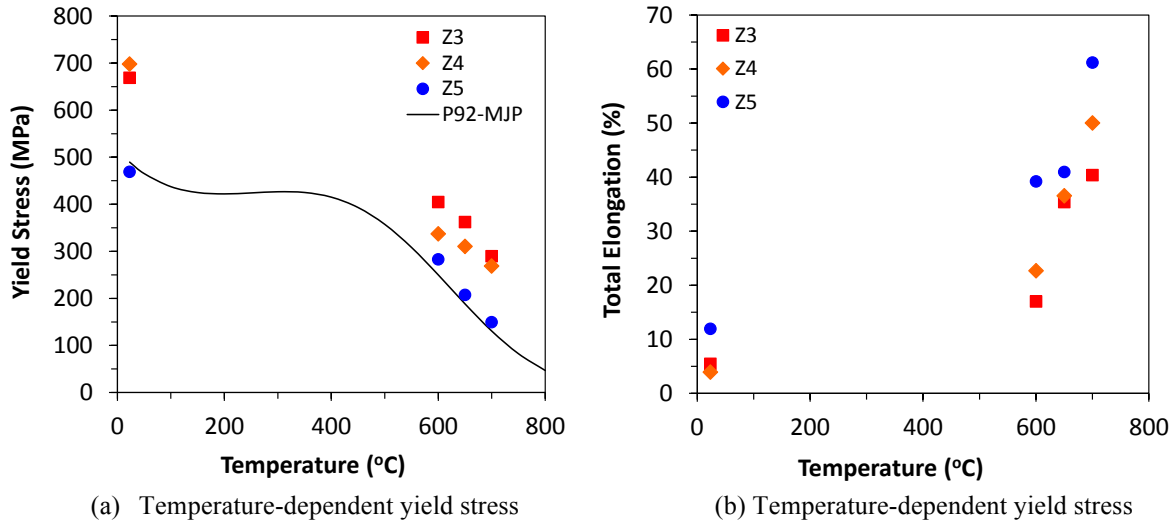 800
700
600
500
400
300
200
100
0
Yield Stress (MPa)
Z3
Z4
Z5
P92-MJP
0 200 400 600 800
Temperature (oC)
(a) Temperature-dependent yield stress
70
60
50
40
30
20
10
0
Total Elongation (%)
Z3
Z4
Z5
0 200 400 600 800
Temperature (oC)
(b) Temperature-dependent yield stress